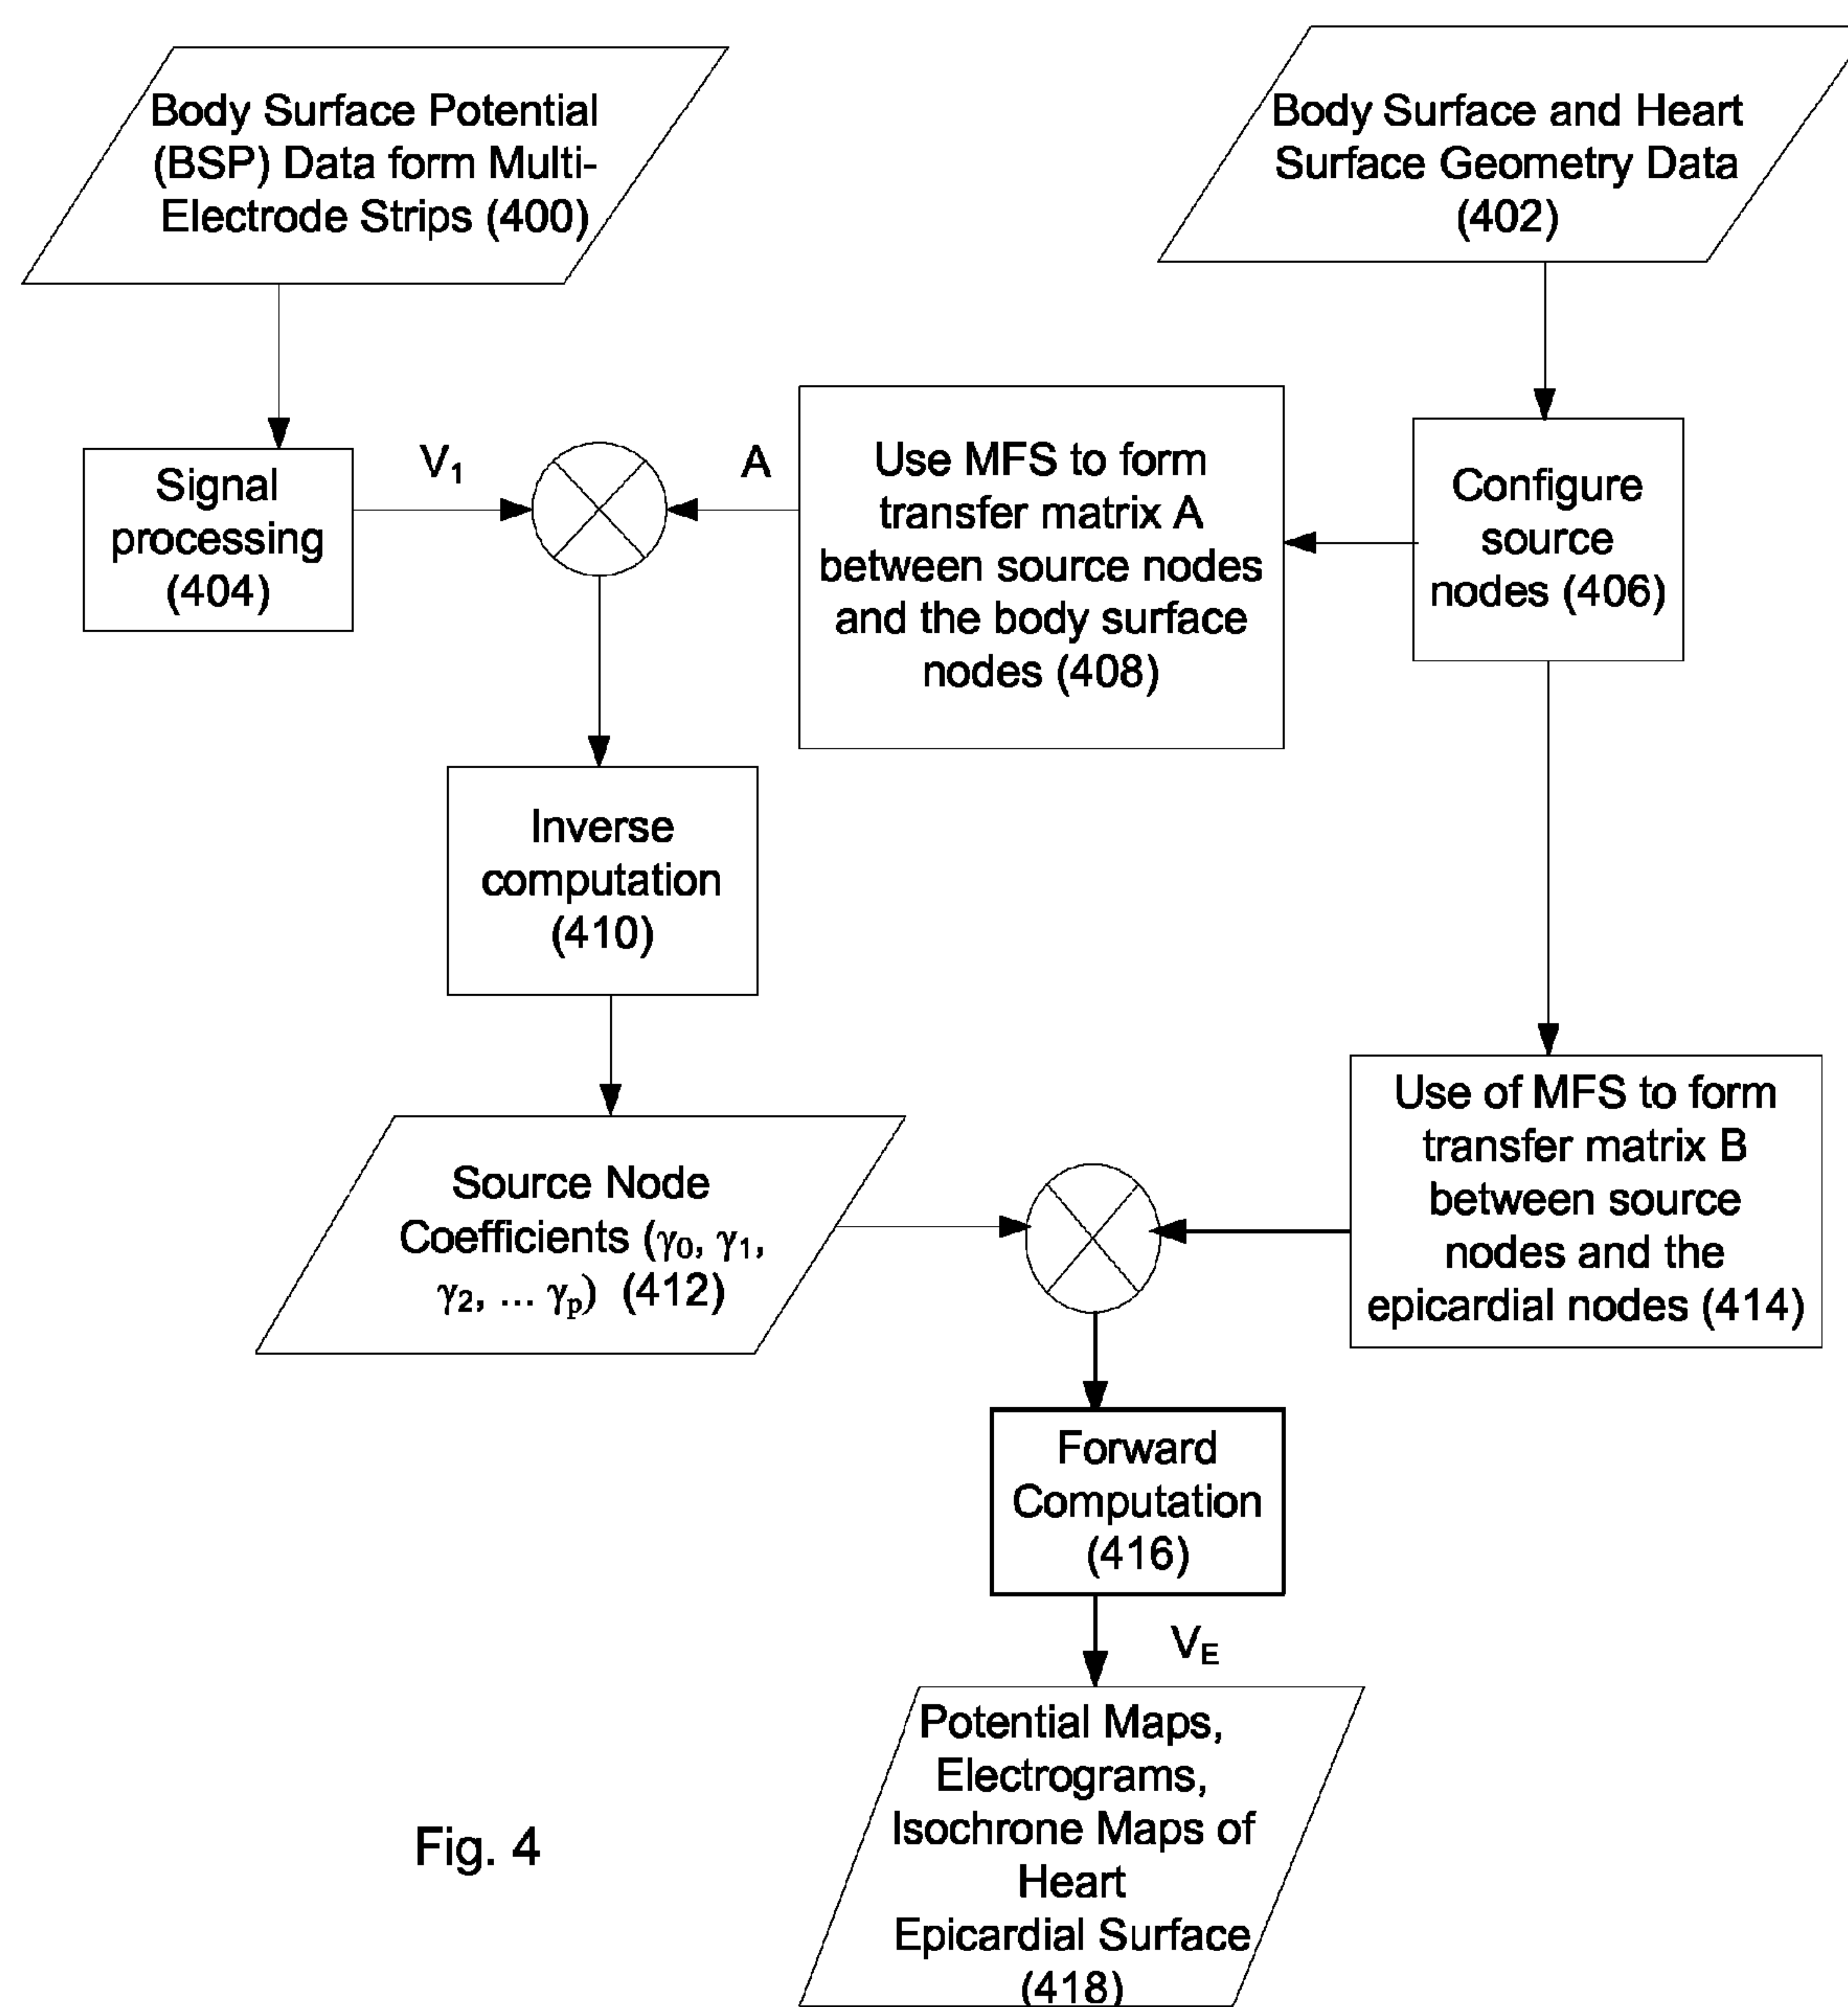 Body Surface Potential
(BSP) Data form Multi-
Electrode Strips (400)
Body Surface and Heart
Surface Geometry Data
(402)
Signal
processing
(404)
V₁
A
Use MFS to form
transfer matrix A
between source nodes
and the body surface
nodes (408)
Configure
source
nodes (406)
Inverse
computation
(410)
Source Node
Coefficients (γ₀, γ₁,
γ₂, ... γₚ) (412)
Use of MFS to form
transfer matrix B
between source
nodes and the
epicardial nodes (414)
Forward
Computation
(416)
V_E
Potential Maps,
Electrograms,
Isochrone Maps of
Heart
Epicardial Surface
(418)
Fig. 4